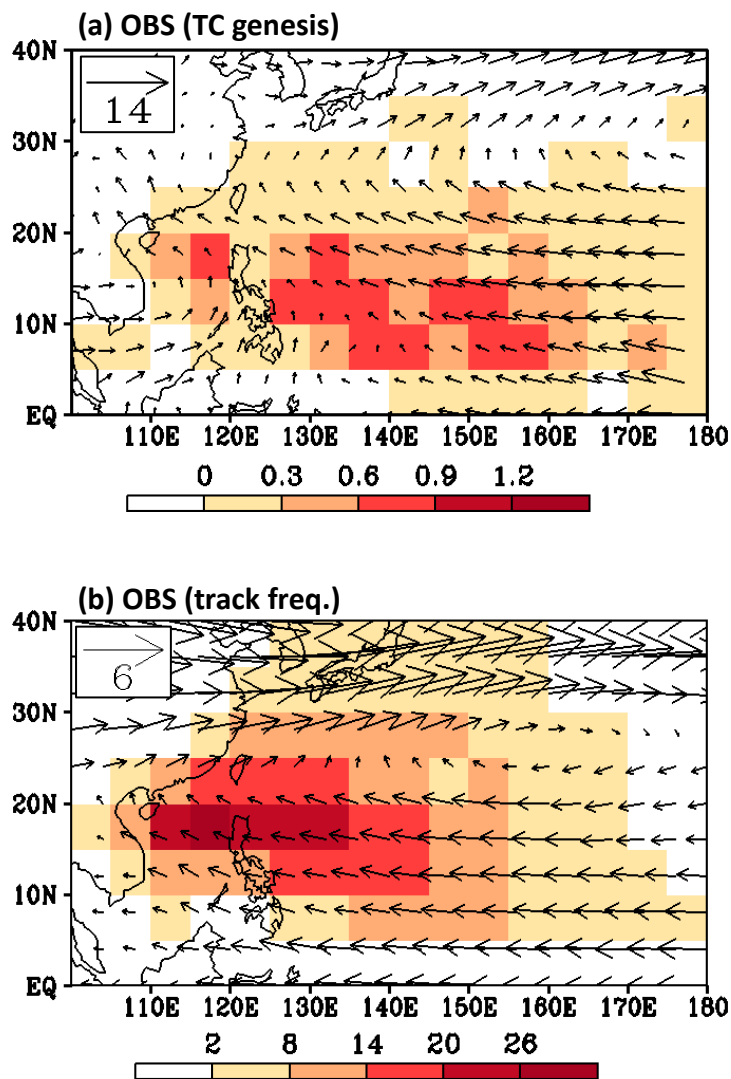 (a) OBS (TC genesis)
40N
14
30N
20N
10N
EQ
110E 120E 130E 140E 150E 160E 170E 180
0 0.3 0.6 0.9 1.2
(b) OBS (track freq.)
40N
6
30N
20N
10N
EQ
110E 120E 130E 140E 150E 160E 170E 180
2 8 14 20 26